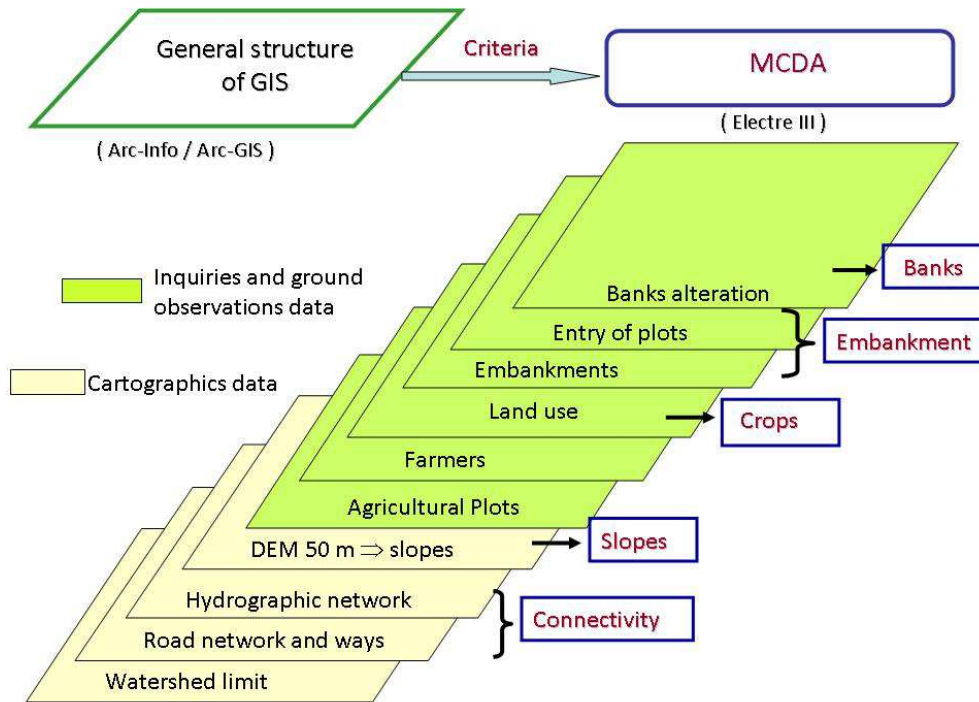 General structure
of GIS
Criteria
MCDA
( Arc-Info / Arc-GIS )
( Electre III )
Inquiries and ground
observations data
Cartographics data
Banks alteration
Banks
Entry of plots
Embankments
Embankment
Land use
Crops
Farmers
Agricultural Plots
DEM 50 m ⇒ slopes
Slopes
Hydrographic network
Road network and ways
Connectivity
Watershed limit